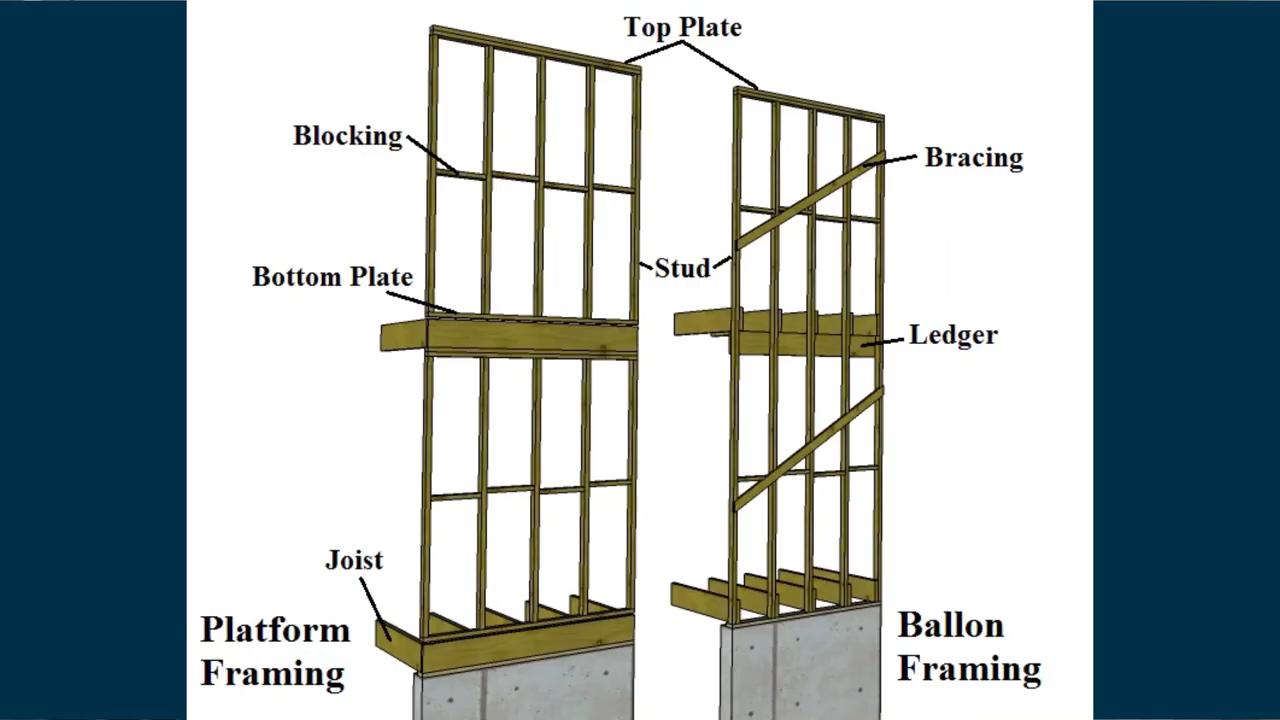 Top Plate
Blocking
Bracing
Stud
Bottom Plate
Ledger
Joist
Platform
Framing
Ballon
Framing